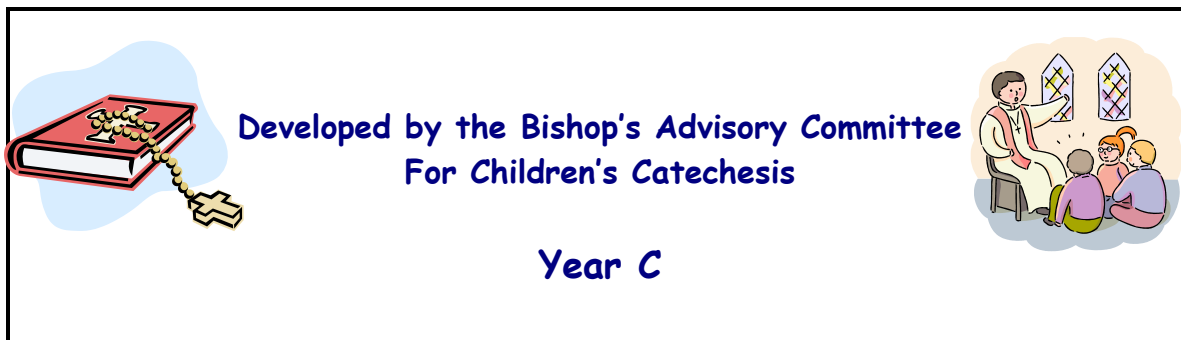 Developed by the Bishop's Advisory Committee
For Children's Catechesis
Year C